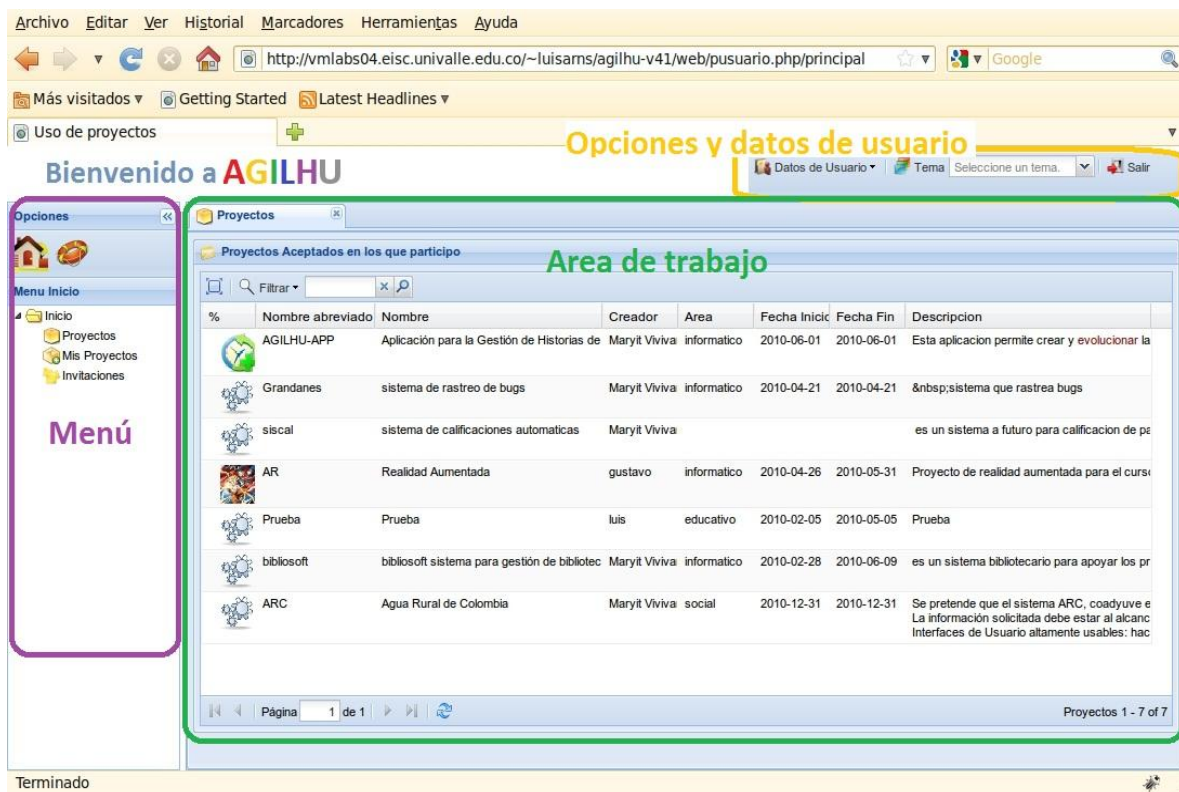 Archivo Editar Ver Historial Marcadores Herramientas Ayuda
http://vmlabs04.eisc.univalle.edu.co/~luisarns/agilhu-v41/web/pusuario.php/principal Google
Más visitados Getting Started Latest Headlines
Uso de proyectos
Opciones y datos de usuario
Bienvenido a AGILHU
Datos de Usuario Tema Seleccione un tema. Salir
Opciones
Proyectos
Proyectos Aceptados en los que participo
Area de trabajo
Menu Inicio
Inicio
Proyectos
Mis Proyectos
Invitaciones
Menú
Filtrar
% Nombre abreviado Nombre Creador Area Fecha Inicio Fecha Fin Descripcion
AGILHU-APP Aplicación para la Gestión de Historias de Maryit Viviva informatico 2010-06-01 2010-06-01 Esta aplicacion permite crear y evolucionar la
Grandanes sistema de rastreo de bugs Maryit Viviva informatico 2010-04-21 2010-04-21 &nbsp;sistema que rastrea bugs
siscal sistema de calificaciones automaticas Maryit Viviva es un sistema a futuro para calificacion de pa
AR Realidad Aumentada gustavo informatico 2010-04-26 2010-05-31 Proyecto de realidad aumentada para el curso
Prueba Prueba luis educativo 2010-02-05 2010-05-05 Prueba
bibliosoft bibliosoft sistema para gestión de bibliotec Maryit Viviva informatico 2010-02-28 2010-06-09 es un sistema bibliotecario para apoyar los pr
ARC Agua Rural de Colombia Maryit Viviva social 2010-12-31 2010-12-31 Se pretende que el sistema ARC, coadyuve e
La información solicitada debe estar al alcanc
Interfaces de Usuario altamente usables: hac
Página 1 de 1 Proyectos 1 - 7 of 7
Terminado